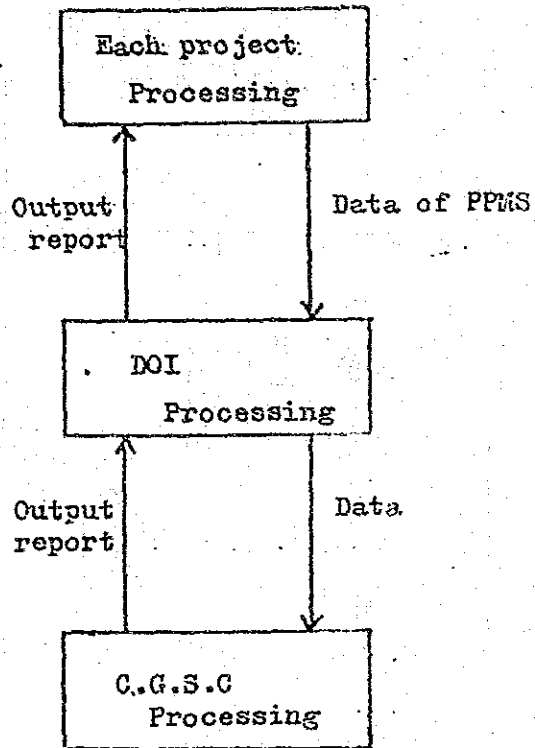 Each project
Processing
Output
report
Data of PPMS
DOI
Processing
Output
report
Data
C.G.S.C
Processing